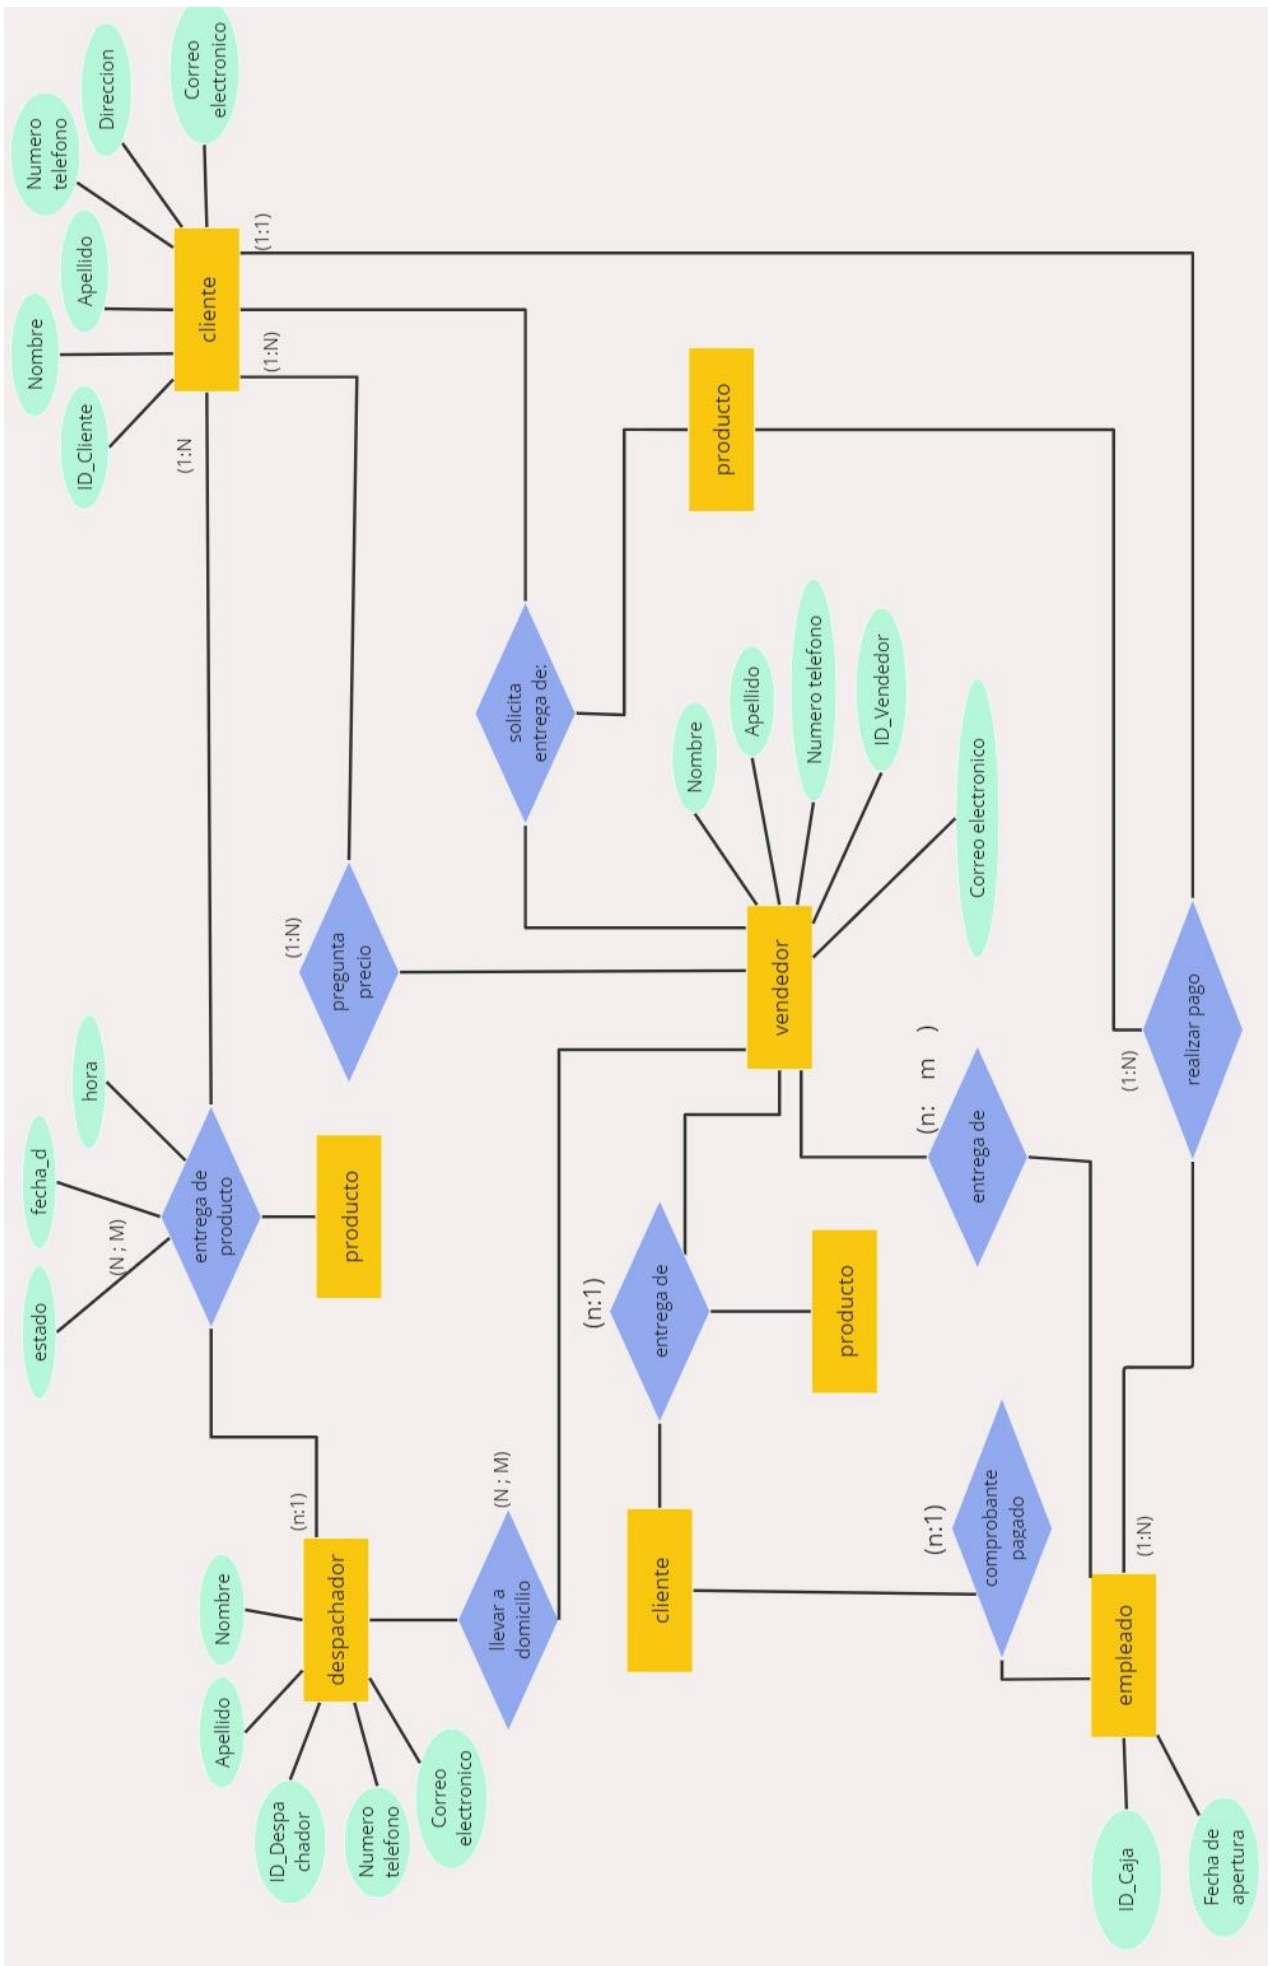 estado
fecha_d
Nombre
Numero
telefono
hora
ID_Cliente
Apellido
Direccion
(N ; M)
(1:N
Correo
electronico
entrega de
producto
cliente
Apellido
Nombre
(1:N)
(1:1)
ID_Despa
chador
(n:1)
(1:N)
despachador
producto
pregunta
precio
Numero
telefono
Correo
electronico
llevar a
domicilio
(N ; M)
solicita
entrega de:
(n:1)
cliente
entrega de
Nombre
producto
Apellido
vendedor
Numero telefono
producto
ID_Vendedor
(n:1)
(n: m )
comprobante
pagado
entrega de
Correo electronico
ID_Caja
empleado
(1:N)
(1:N)
realizar pago
Fecha de
apertura